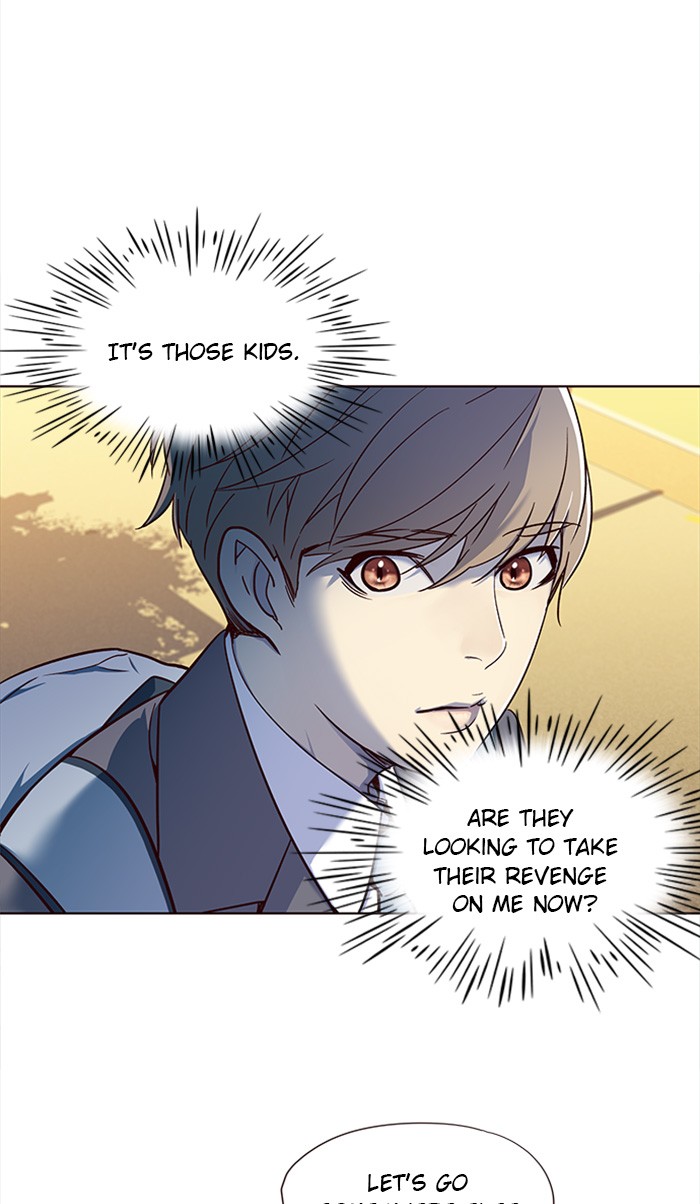 IT'S THOSE KIDS.
ARE THEY
LOOKING TO TAKE
THEIR REVENGE
ON ME NOW?
LET'S GO